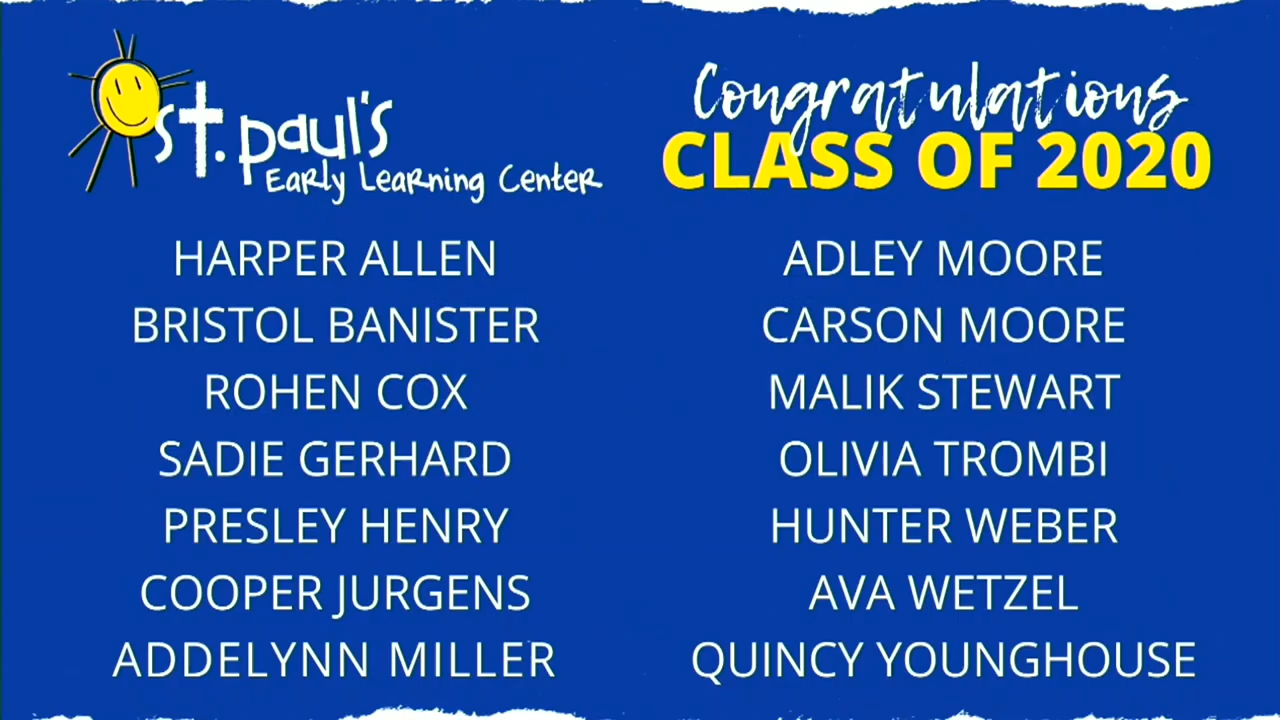 st. paul's
Early Learning Center
Congratulations
CLASS OF 2020
HARPER ALLEN
BRISTOL BANISTER
ROHEN COX
SADIE GERHARD
PRESLEY HENRY
COOPER JURGENS
ADDELYNN MILLER
ADLEY MOORE
CARSON MOORE
MALIK STEWART
OLIVIA TROMBI
HUNTER WEBER
AVA WETZEL
QUINCY YOUNGHOUSE